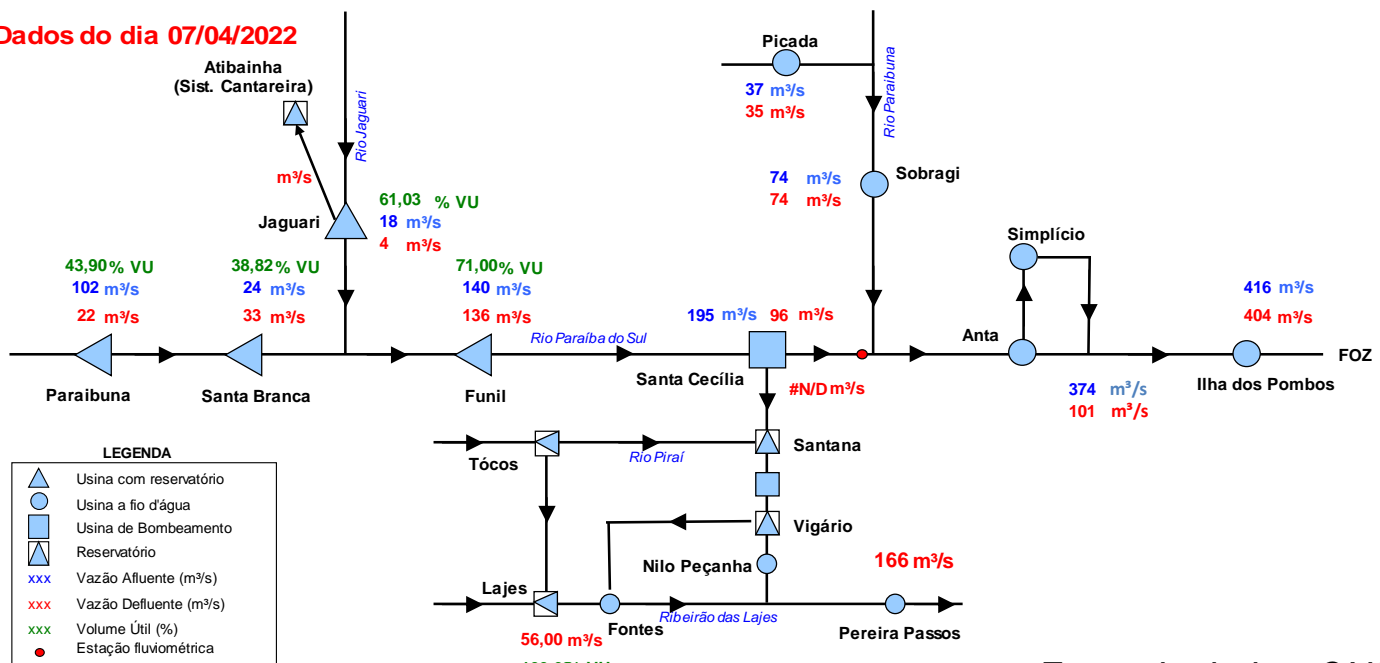 Dados do dia 07/04/2022
Atibainha
(Sist. Cantareira)
Rio Jaguari
m³/s
Jaguari
61,03 % VU
18 m³/s
4 m³/s
Picada
37 m³/s
35 m³/s
Rio Paraibuna
74 m³/s
74 m³/s
Sobragi
Simplício
43,90% VU
102 m³/s
22 m³/s
Paraibuna
38,82% VU
24 m³/s
33 m³/s
Santa Branca
71,00% VU
140 m³/s
136 m³/s
Funil
Rio Paraíba do Sul
195 m³/s 96 m³/s
Santa Cecília
#N/D m³/s
Anta
374 m³/s
101 m³/s
416 m³/s
404 m³/s
Ilha dos Pombos
FOZ
Tócos
Rio Piraí
Santana
Vigário
Nilo Peçanha
166 m³/s
Lajes
56,00 m³/s
Fontes
Ribeirão das Lajes
Pereira Passos
LEGENDA
Usina com reservatório
Usina a fio d'água
Usina de Bombeamento
Reservatório
xxx Vazão Afluente (m³/s)
xxx Vazão Defluente (m³/s)
xxx Volume Útil (%)
Estação fluviométrica